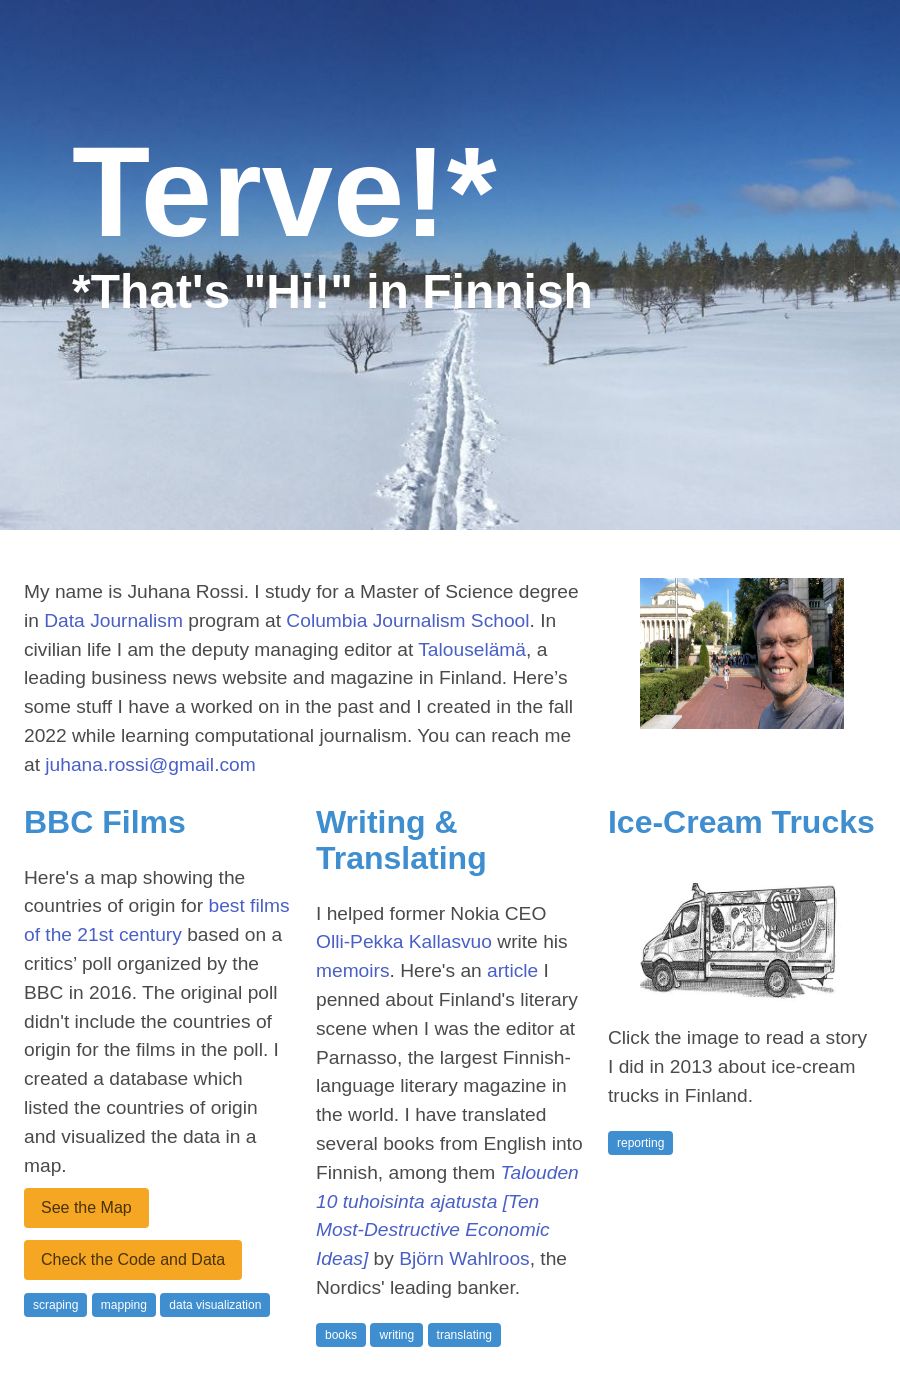 Terve!*
*That's "Hi!" in Finnish
My name is Juhana Rossi. I study for a Master of Science degree
in Data Journalism program at Columbia Journalism School. In
civilian life I am the deputy managing editor at Talouselämä, a
leading business news website and magazine in Finland. Here’s
some stuff I have a worked on in the past and I created in the fall
2022 while learning computational journalism. You can reach me
at juhana.rossi@gmail.com
BBC Films
Here's a map showing the
countries of origin for best films
of the 21st century based on a
critics’ poll organized by the
BBC in 2016. The original poll
didn't include the countries of
origin for the films in the poll. I
created a database which
listed the countries of origin
and visualized the data in a
map.
See the Map
Check the Code and Data
scraping mapping data visualization
Writing &
Translating
I helped former Nokia CEO
Olli-Pekka Kallasvuo write his
memoirs. Here's an article I
penned about Finland's literary
scene when I was the editor at
Parnasso, the largest Finnish-
language literary magazine in
the world. I have translated
several books from English into
Finnish, among them Talouden
10 tuhoisinta ajatusta [Ten
Most-Destructive Economic
Ideas] by Björn Wahlroos, the
Nordics' leading banker.
books writing translating
Ice-Cream Trucks
Click the image to read a story
I did in 2013 about ice-cream
trucks in Finland.
reporting